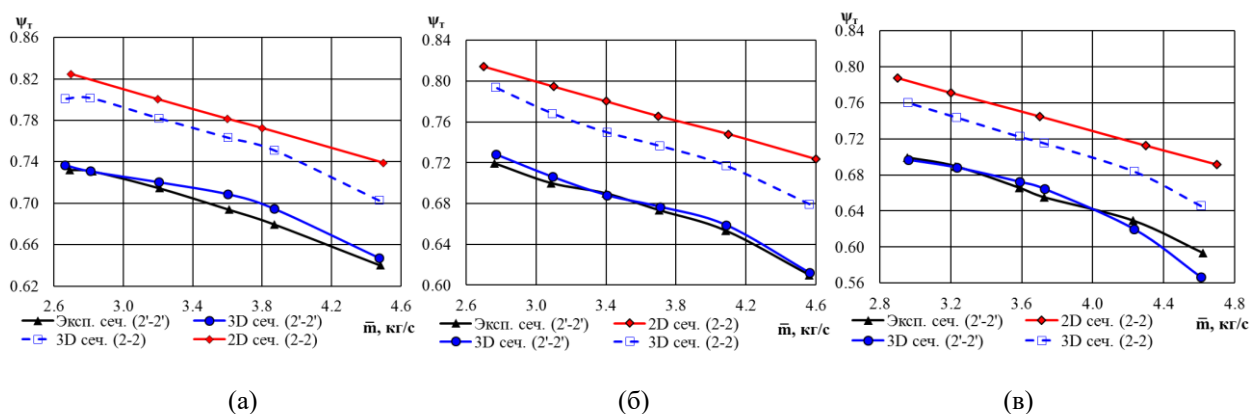 (а)
ψт
0.86
0.82
0.78
0.74
0.70
0.66
0.62
2.6 3.0 3.4 3.8 4.2 4.6
m̅, кг/с
Эксп. сеч. (2'-2') 3D сеч. (2'-2')
3D сеч. (2-2) 2D сеч. (2-2)
(б)
ψт
0.84
0.80
0.76
0.72
0.68
0.64
0.60
2.6 3.0 3.4 3.8 4.2 4.6
m̅, кг/с
Эксп. сеч. (2'-2') 2D сеч. (2-2)
3D сеч. (2'-2') 3D сеч. (2-2)
(в)
ψт
0.84
0.80
0.76
0.72
0.68
0.64
0.60
0.56
2.8 3.2 3.6 4.0 4.4 4.8
m̅, кг/с
Эксп. сеч. (2'-2') 2D сеч. (2-2)
3D сеч. (2-2) 3D сеч. (2'-2')
(а) (б) (в)